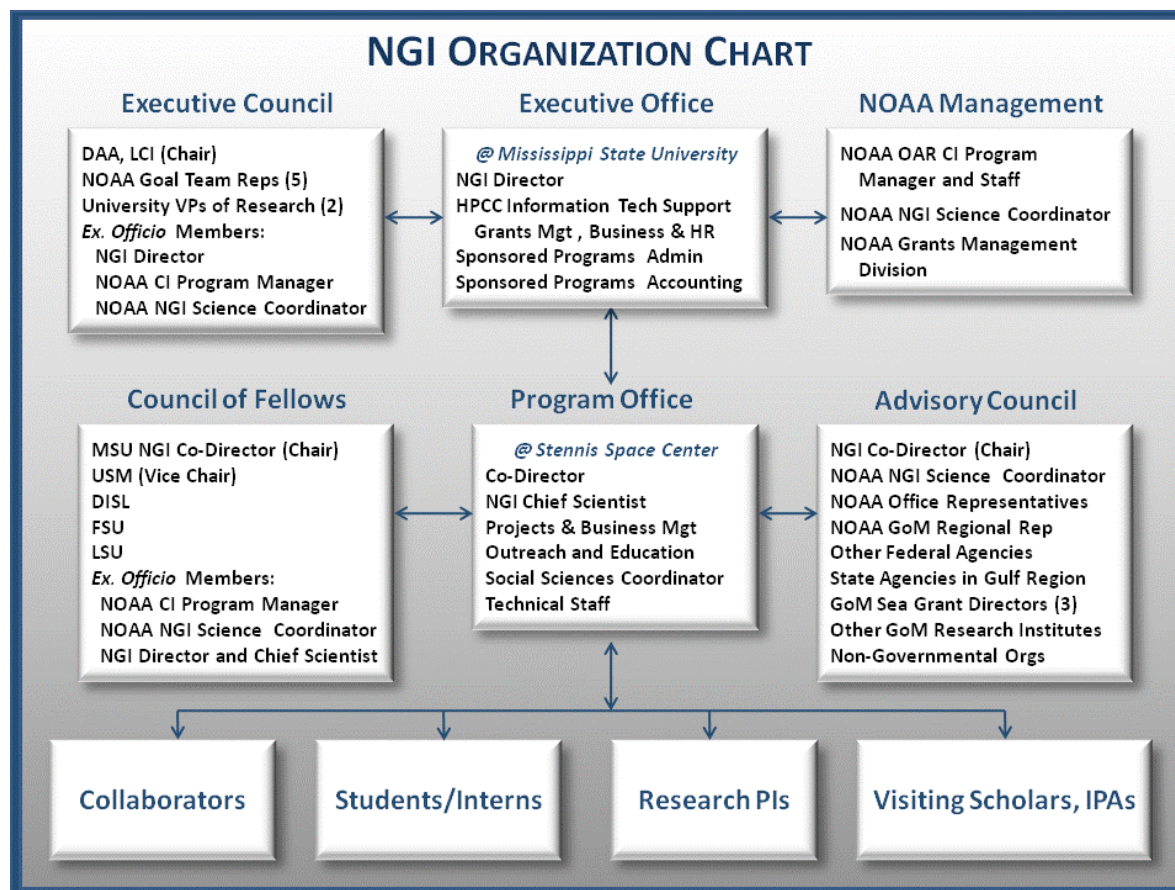 NGI ORGANIZATION CHART
Executive Council
DAA, LCI (Chair)
NOAA Goal Team Reps (5)
University VPs of Research (2)
Ex. Officio Members:
NGI Director
NOAA CI Program Manager
NOAA NGI Science Coordinator
Executive Office
@ Mississippi State University
NGI Director
HPCC Information Tech Support
Grants Mgt , Business & HR
Sponsored Programs Admin
Sponsored Programs Accounting
NOAA Management
NOAA OAR CI Program
Manager and Staff
NOAA NGI Science Coordinator
NOAA Grants Management
Division
Council of Fellows
MSU NGI Co-Director (Chair)
USM (Vice Chair)
DISL
FSU
LSU
Ex. Officio Members:
NOAA CI Program Manager
NOAA NGI Science Coordinator
NGI Director and Chief Scientist
Program Office
@ Stennis Space Center
Co-Director
NGI Chief Scientist
Projects & Business Mgt
Outreach and Education
Social Sciences Coordinator
Technical Staff
Advisory Council
NGI Co-Director (Chair)
NOAA NGI Science Coordinator
NOAA Office Representatives
NOAA GoM Regional Rep
Other Federal Agencies
State Agencies in Gulf Region
GoM Sea Grant Directors (3)
Other GoM Research Institutes
Non-Governmental Orgs
Collaborators
Students/Interns
Research PIs
Visiting Scholars, IPAs